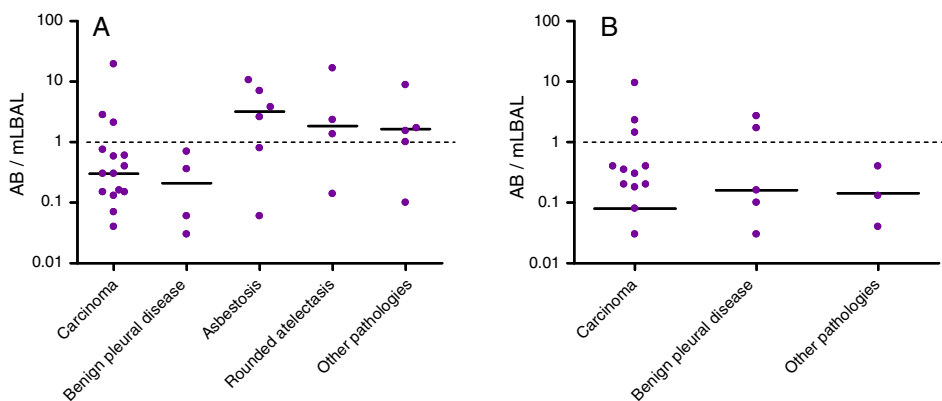 A
AB / mLBAL
100
10
1
0.1
0.01
Carcinoma
Benign pleural disease
Asbestosis
Rounded atelectasis
Other pathologies
B
AB / mLBAL
100
10
1
0.1
0.01
Carcinoma
Benign pleural disease
Other pathologies